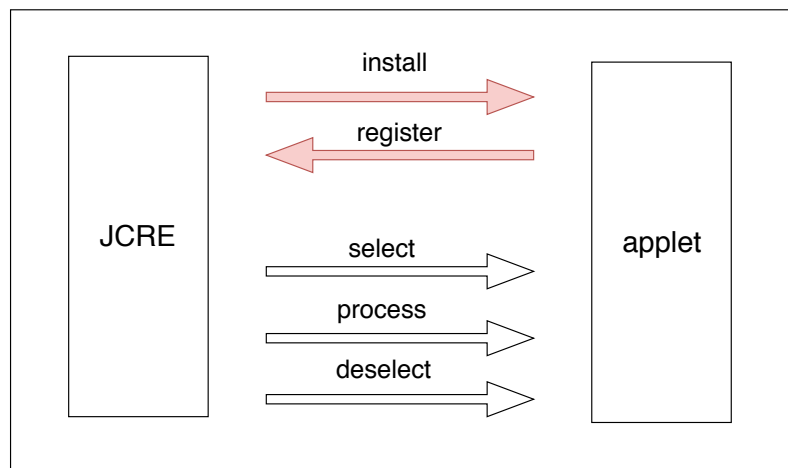 install
register
JCRE
applet
select
process
deselect